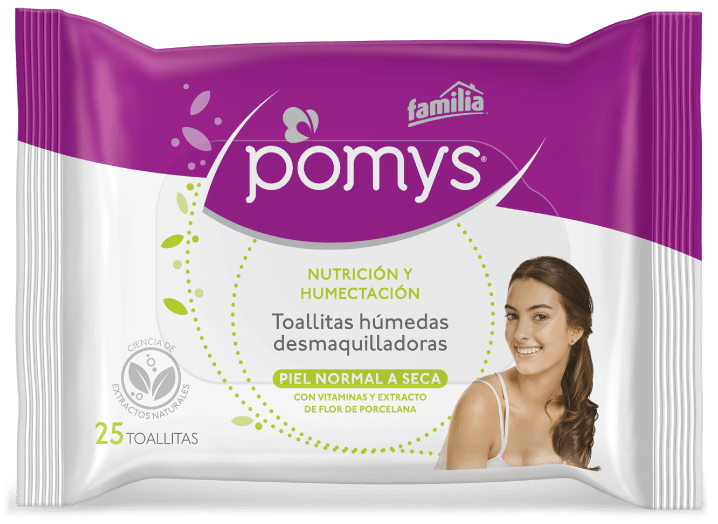 familia
pomys®
NUTRICIÓN Y
HUMECTACIÓN
Toallitas húmedas
desmaquilladoras
PIEL NORMAL A SECA
CON VITAMINAS Y EXTRACTO
DE FLOR DE PORCELANA
CIENCIA DE
EXTRACTOS NATURALES
25 TOALLITAS